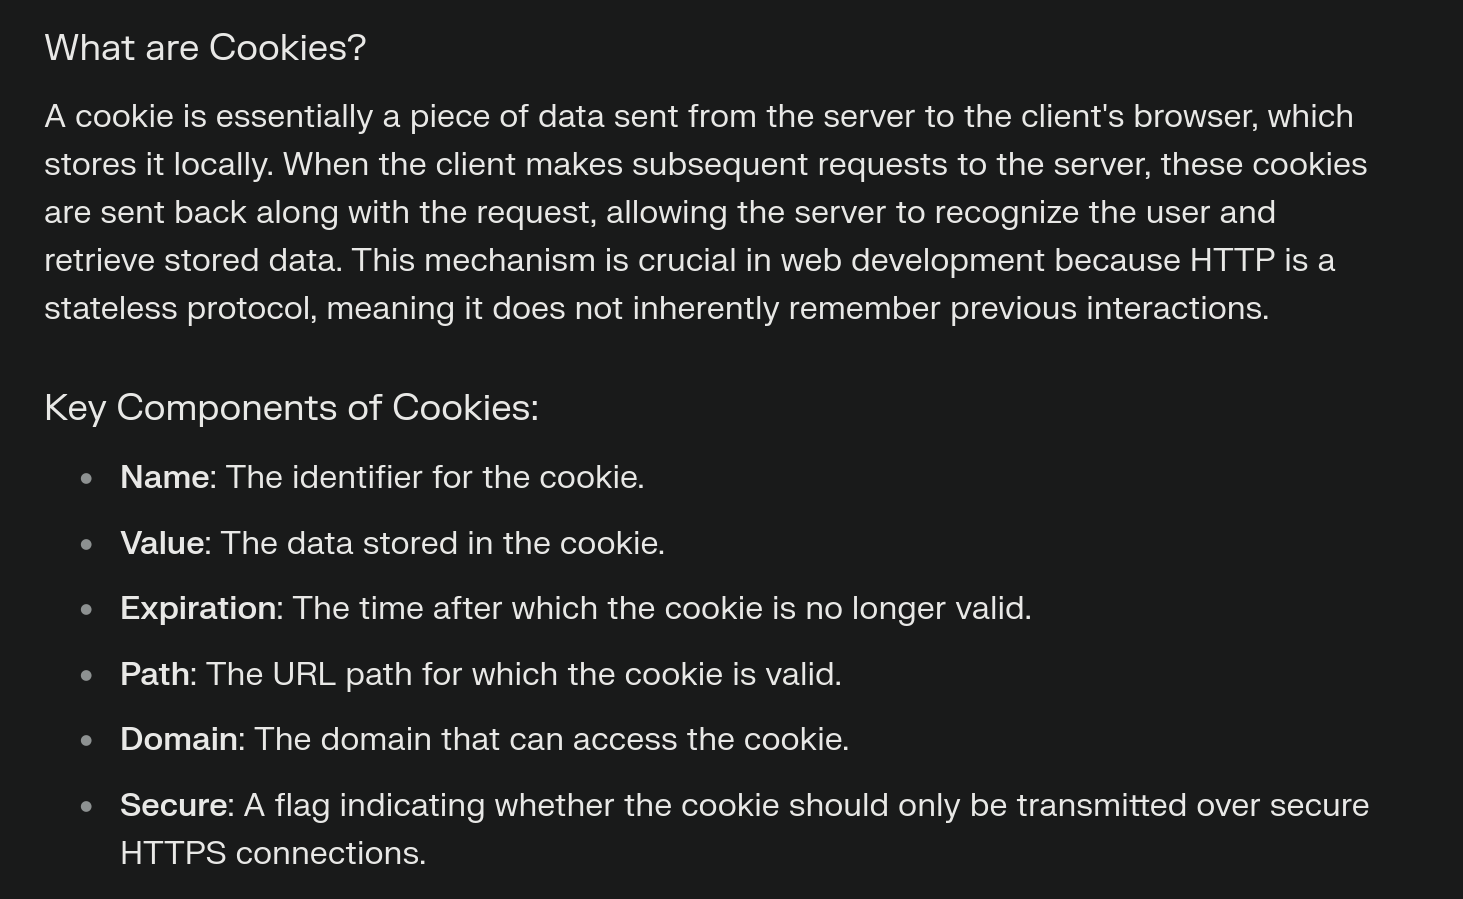 What are Cookies?
A cookie is essentially a piece of data sent from the server to the client's browser, which
stores it locally. When the client makes subsequent requests to the server, these cookies
are sent back along with the request, allowing the server to recognize the user and
retrieve stored data. This mechanism is crucial in web development because HTTP is a
stateless protocol, meaning it does not inherently remember previous interactions.
Key Components of Cookies:
• Name: The identifier for the cookie.
• Value: The data stored in the cookie.
• Expiration: The time after which the cookie is no longer valid.
• Path: The URL path for which the cookie is valid.
• Domain: The domain that can access the cookie.
• Secure: A flag indicating whether the cookie should only be transmitted over secure
HTTPS connections.